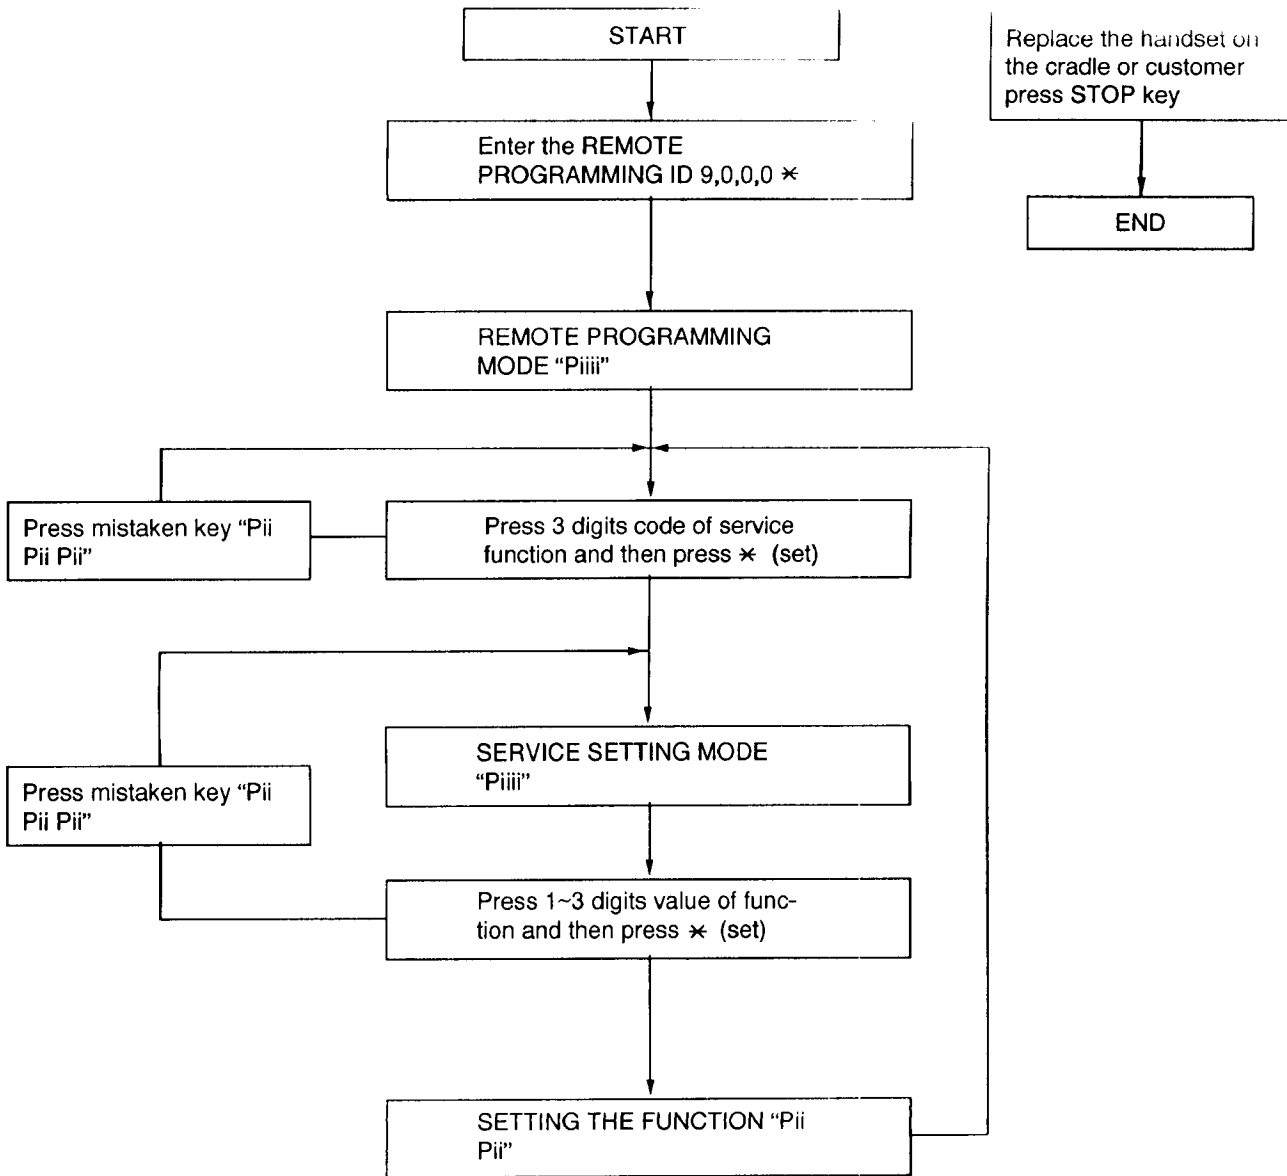 START
Enter the REMOTE
PROGRAMMING ID 9,0,0,0 ✳
REMOTE PROGRAMMING
MODE “Piiii”
Press mistaken key “Pii
Pii Pii”
Press 3 digits code of service
function and then press ✳ (set)
SERVICE SETTING MODE
“Piiii”
Press mistaken key “Pii
Pii Pii”
Press 1~3 digits value of func-
tion and then press ✳ (set)
SETTING THE FUNCTION “Pii
Pii”
Replace the handset on
the cradle or customer
press STOP key
END